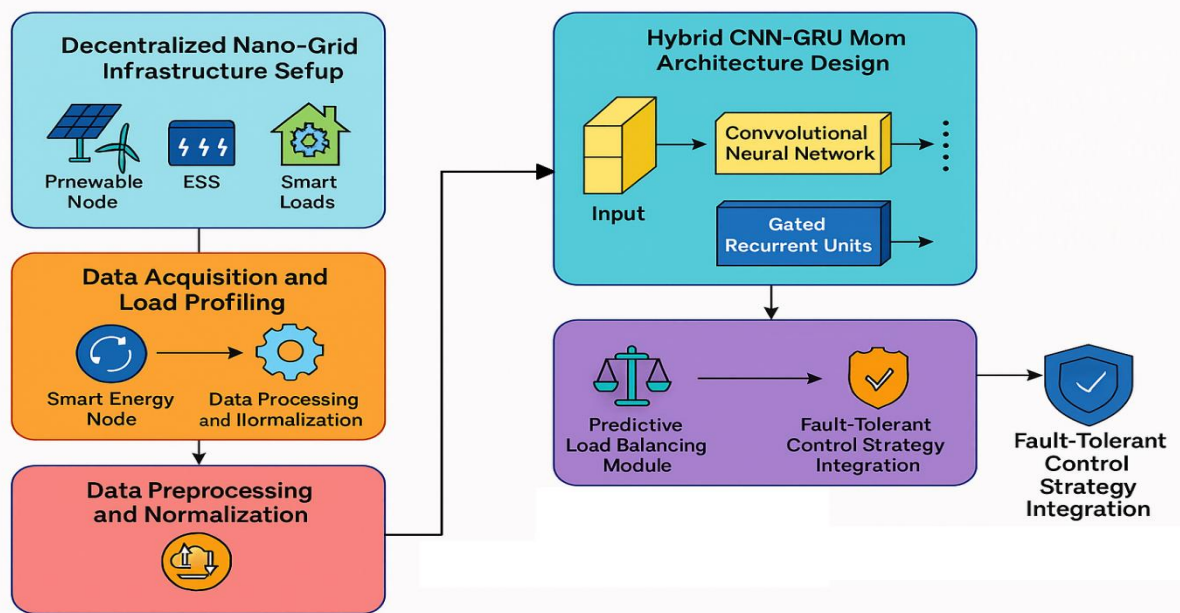 Decentralized Nano-Grid
Infrastructure Sefup
Prnewable
Node
ESS
Smart
Loads
Data Acquisition and
Load Profiling
Smart Energy
Node
Data Processing
and IIormalization
Data Preprocessing
and Normalization
Hybrid CNN-GRU Mom
Architecture Design
Input
Convvolutional
Neural Network
Gated
Recurrent Units
Predictive
Load Balancing
Module
Fault-Tolerant
Control Strategy
Integration
Fault-Tolerant
Control
Strategy
Integration